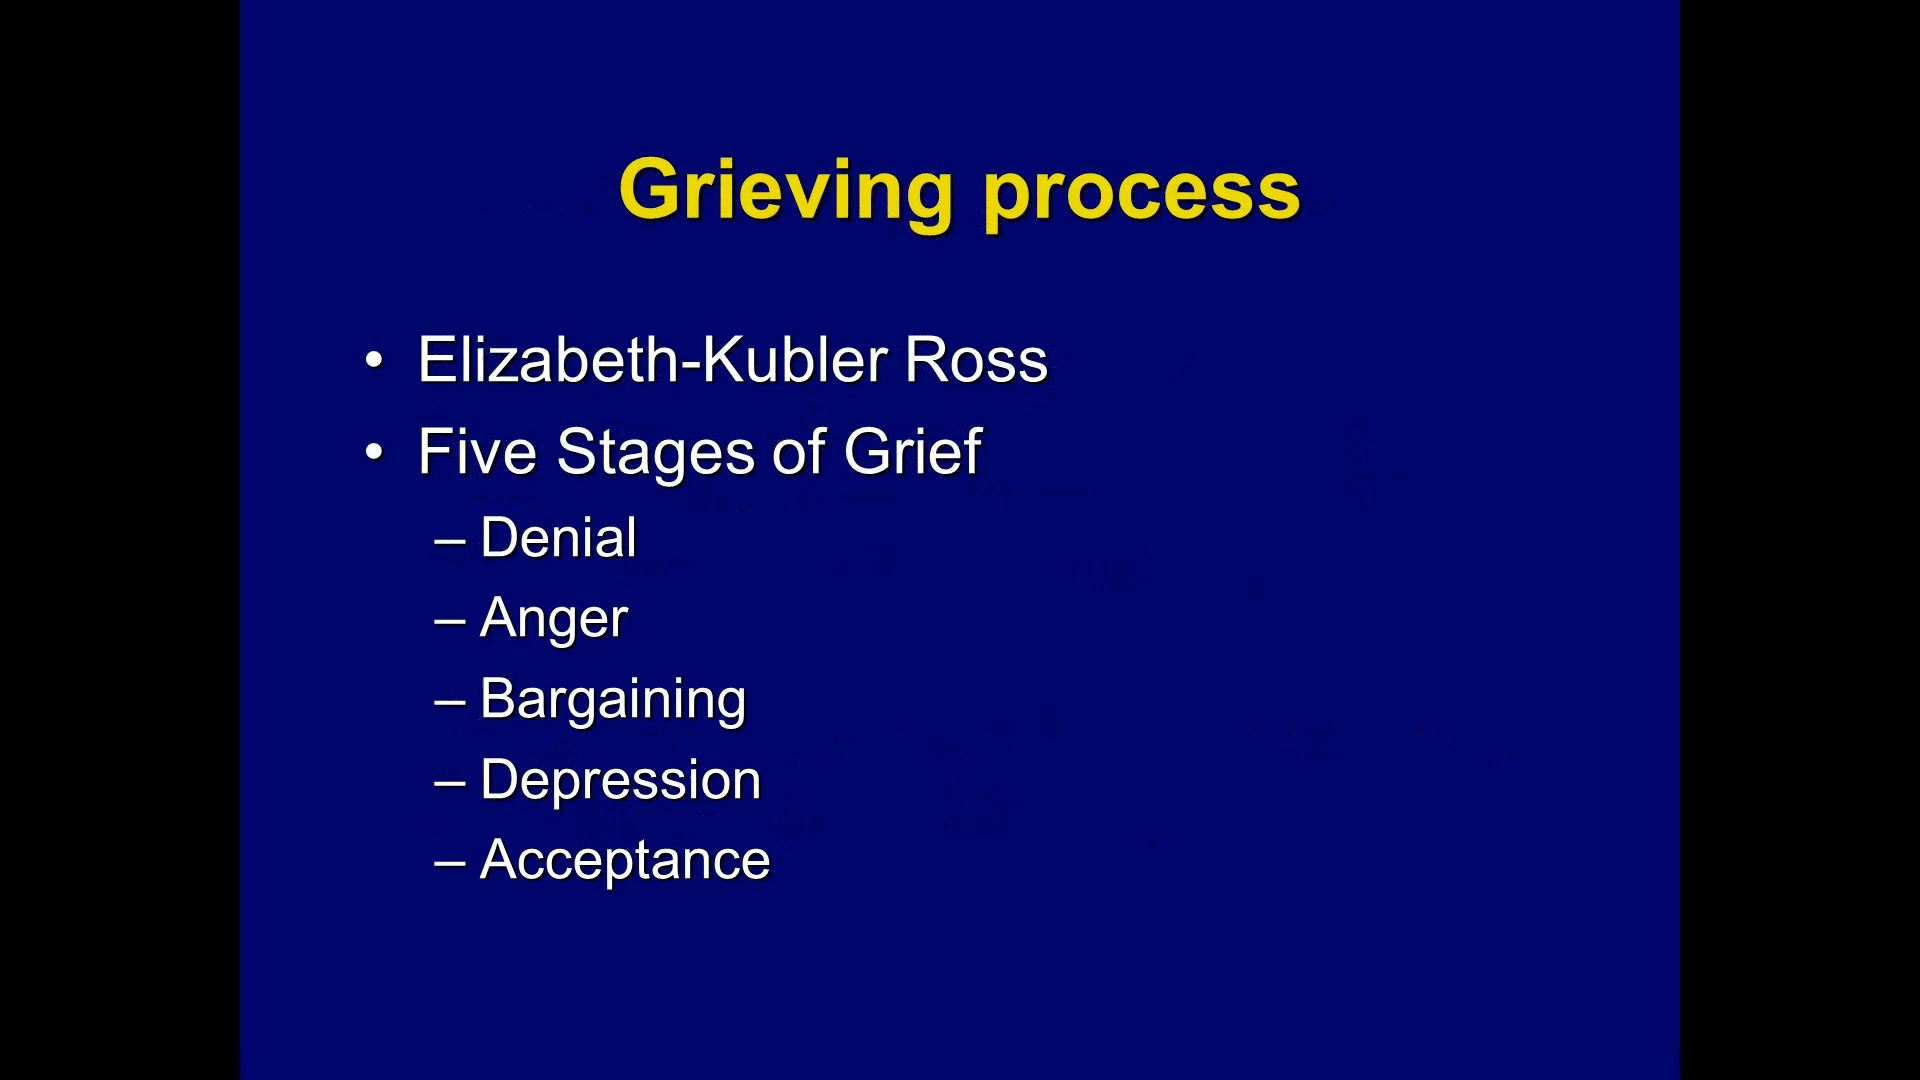 Grieving process
• Elizabeth-Kubler Ross
• Five Stages of Grief
– Denial
– Anger
– Bargaining
– Depression
– Acceptance